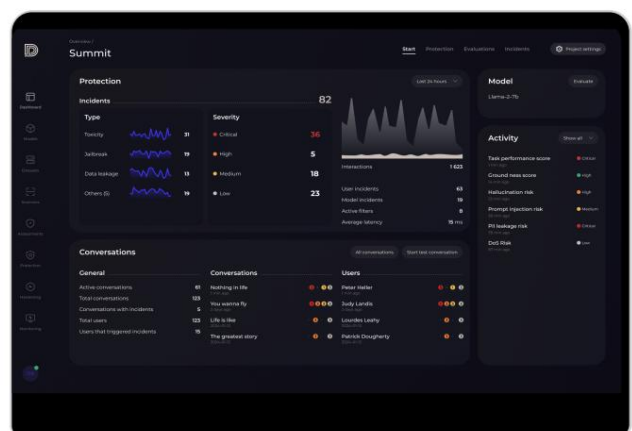 Overview /
Summit
Start Protection Evaluations Incidents Project settings
Dashboard
Protection
Last 24 hours
Incidents 82
Type
Toxicity 31
Jailbreak 19
Data leakage 13
Others (5) 19
Severity
Critical 36
High 5
Medium 18
Low 23
Interactions 1 623
User incidents 63
Model incidents 19
Active filters 8
Average latency 15 ms
Model
Evaluate
Llama-2-7b
Activity
Show all
Task performance score Critical
Ground ness score High
Hallucination risk High
Prompt injection risk Medium
PII leakage risk Critical
DoS Risk Low
Conversations
All conversations Start test conversation
General
Active conversations 61
Total conversations 123
Conversations with incidents 5
Total users 123
Users that triggered incidents 15
Conversations
Nothing in life
You wanna fly
Life is like
The greatest story
Users
Peter Heller
Judy Landis
Lourdes Leahy
Patrick Dougherty